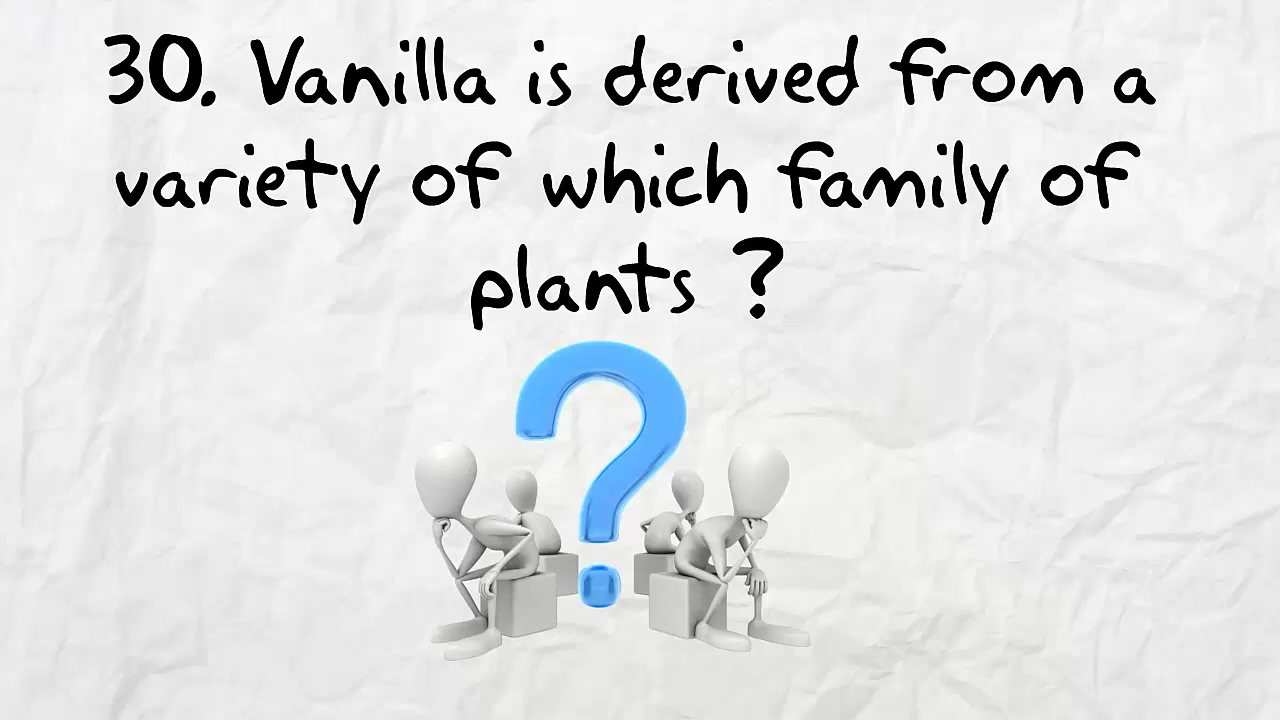 30. Vanilla is derived from a
variety of which family of
plants ?